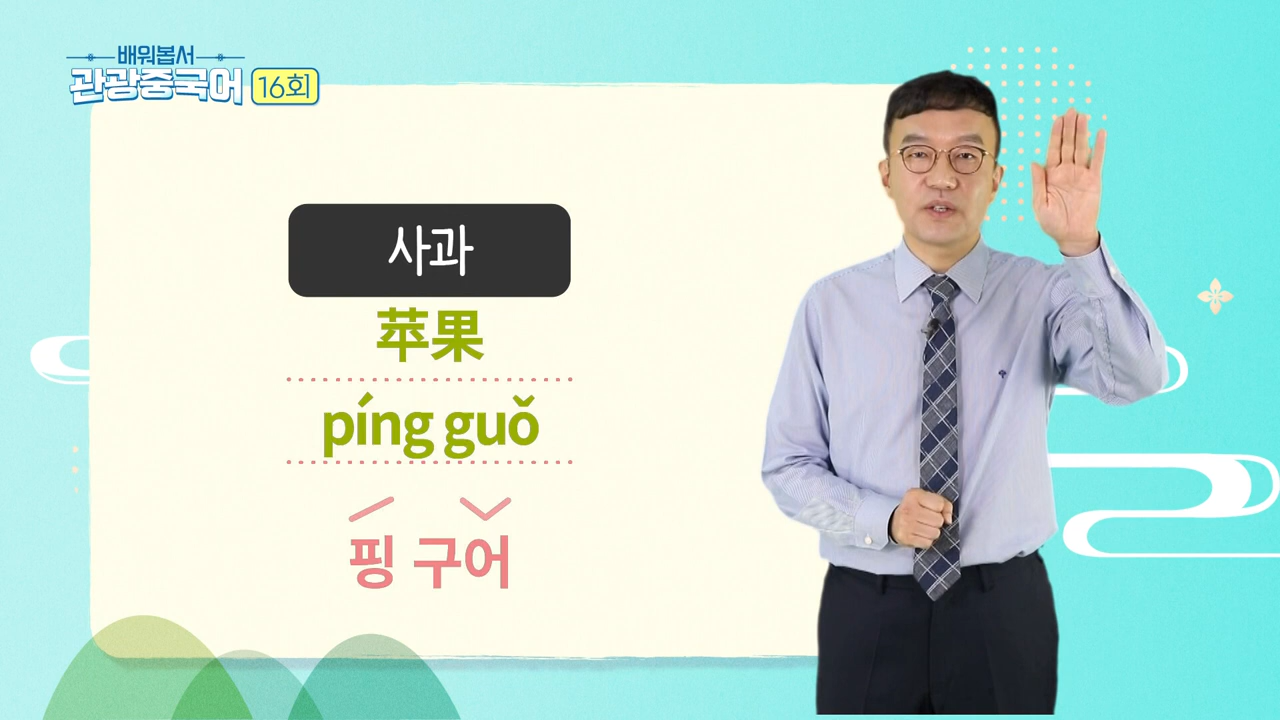 배워봅서
관광중국어 16회
사과
苹果
píng guǒ
핑 구어